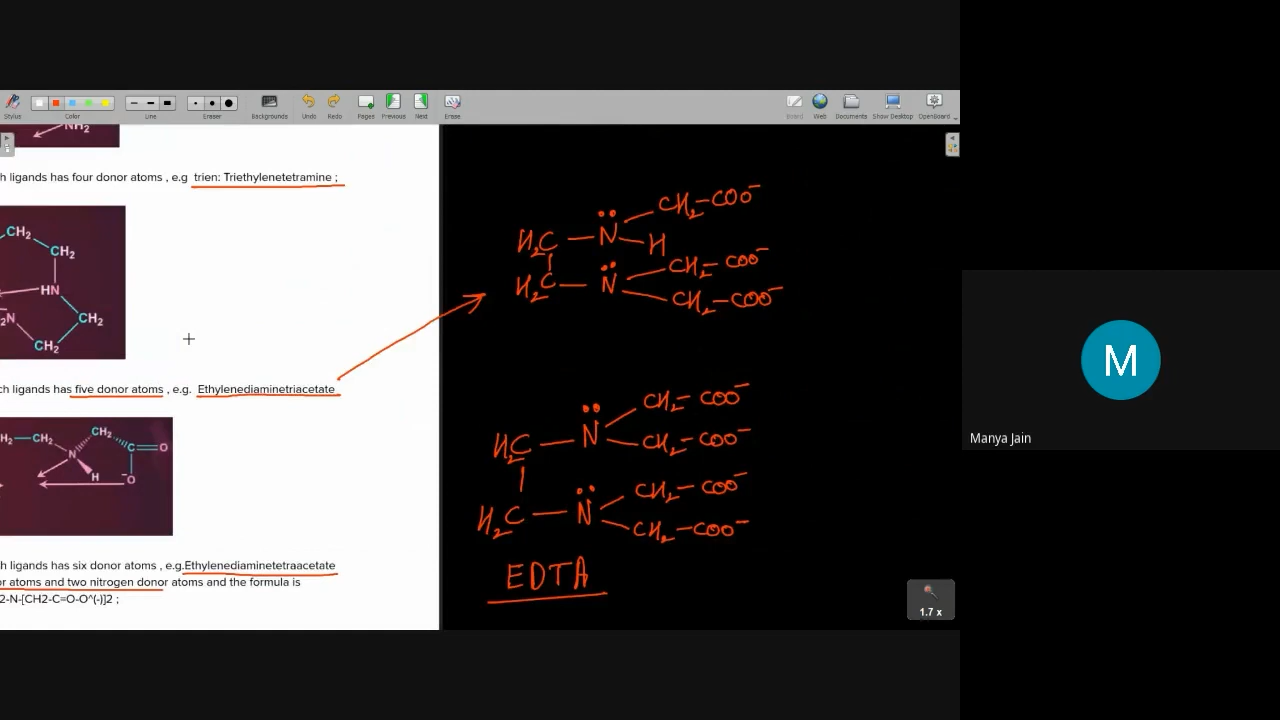 Stylus Color Line Eraser Backgrounds Undo Redo Pages Previous Next Erase Board Web Documents Show Desktop OpenBoard
NH2
h ligands has four donor atoms , e.g trien: Triethylenetetramine ;
CH2
CH2
HN
N
CH2
CH2
ch ligands has five donor atoms , e.g. Ethylenediaminetriacetate
H2-CH2
CH2
N
C=O
H
-O
ch ligands has six donor atoms , e.g.Ethylenediaminetetraacetate
or atoms and two nitrogen donor atoms and the formula is
2-N-[CH2-C=O-O^(-)]2 ;
CH2-COO-
H2C-N-H
CH2-COO-
H2C-N
CH2-COO-
CH2-COO-
H2C-N
CH2-COO-
CH2-COO-
H2C-N
CH2-COO-
EDTA
1.7 x
M
Manya Jain